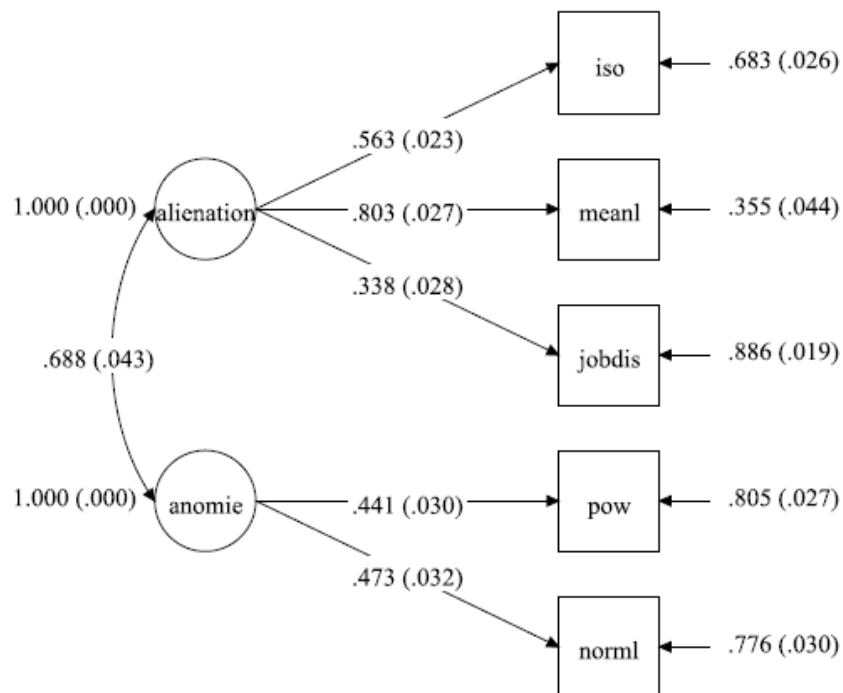 iso
.683 (.026)
.563 (.023)
1.000 (.000)
alienation
.803 (.027)
meanl
.355 (.044)
.338 (.028)
.688 (.043)
jobdis
.886 (.019)
1.000 (.000)
anomie
.441 (.030)
pow
.805 (.027)
.473 (.032)
norml
.776 (.030)